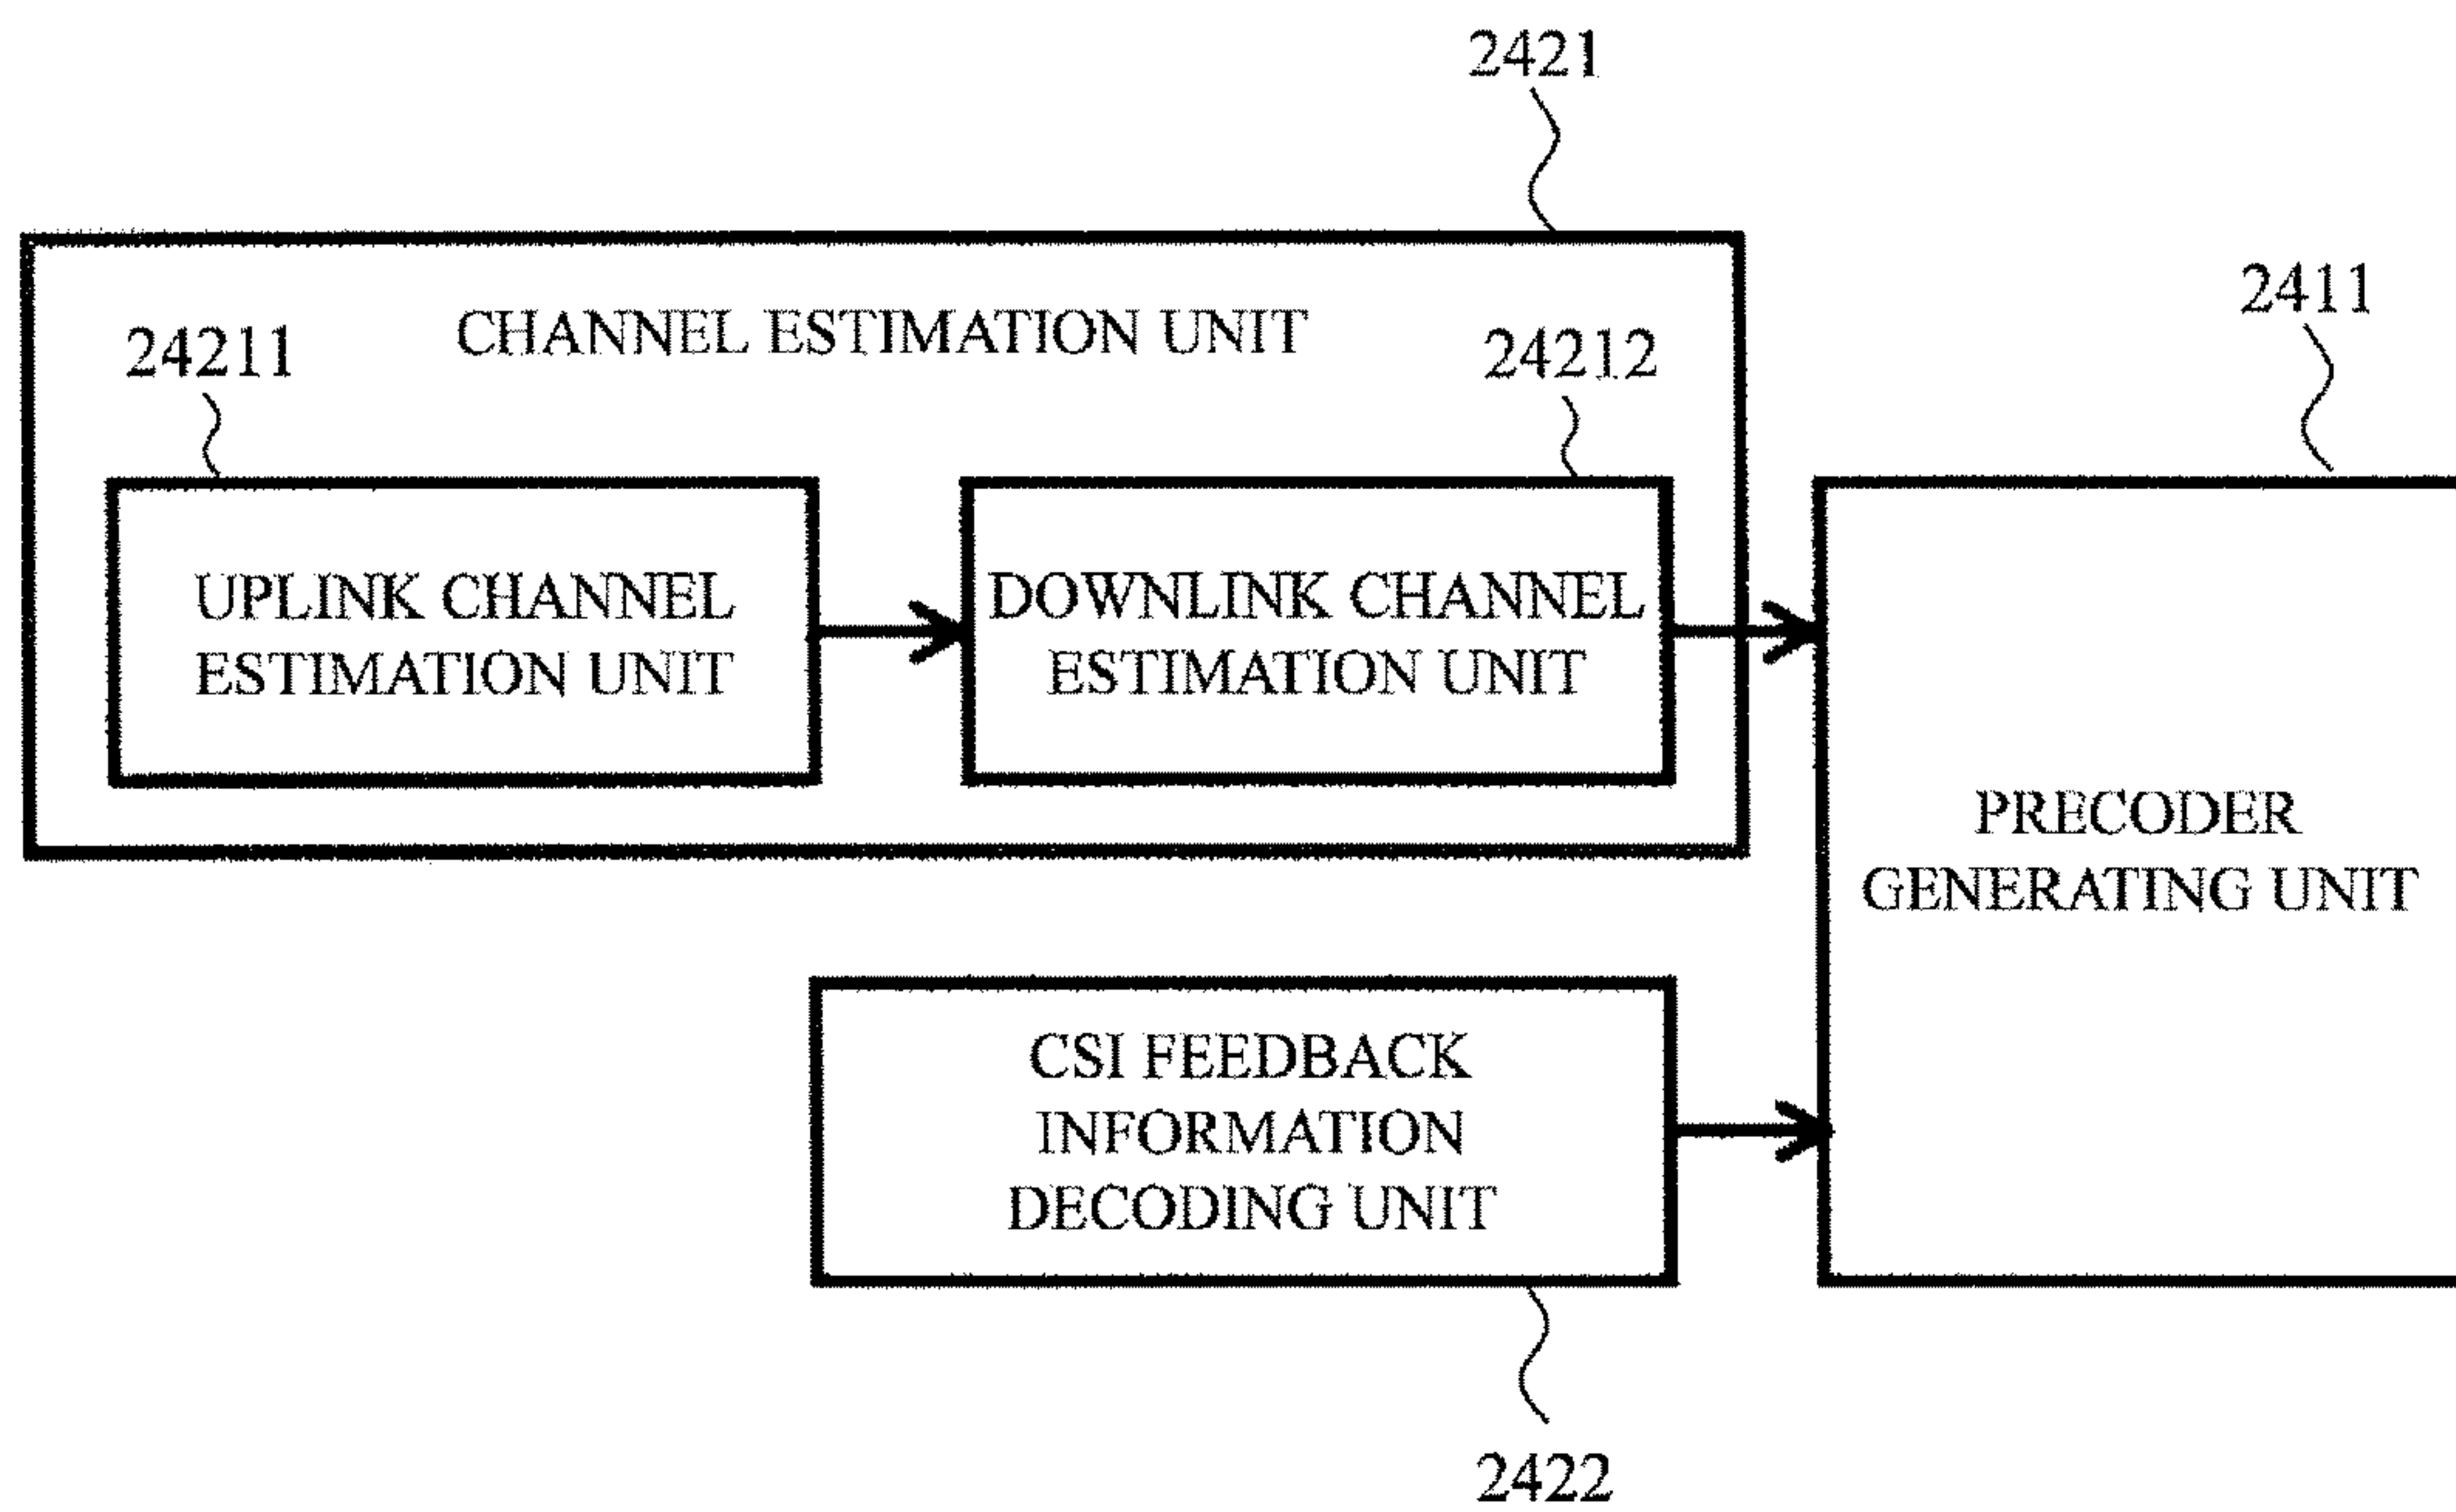 2421
2411
CHANNEL ESTIMATION UNIT
24211
24212
UPLINK CHANNEL
ESTIMATION UNIT
DOWNLINK CHANNEL
ESTIMATION UNIT
PRECODER
GENERATING UNIT
CSI FEEDBACK
INFORMATION
DECODING UNIT
2422